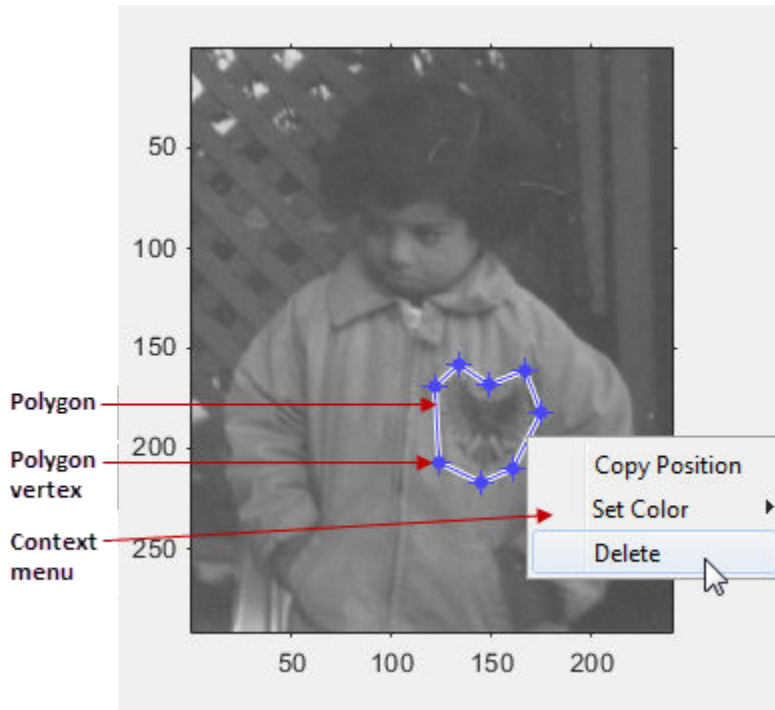 50
100
150
200
250
50 100 150 200
Polygon
Polygon
vertex
Context
menu
Copy Position
Set Color
Delete